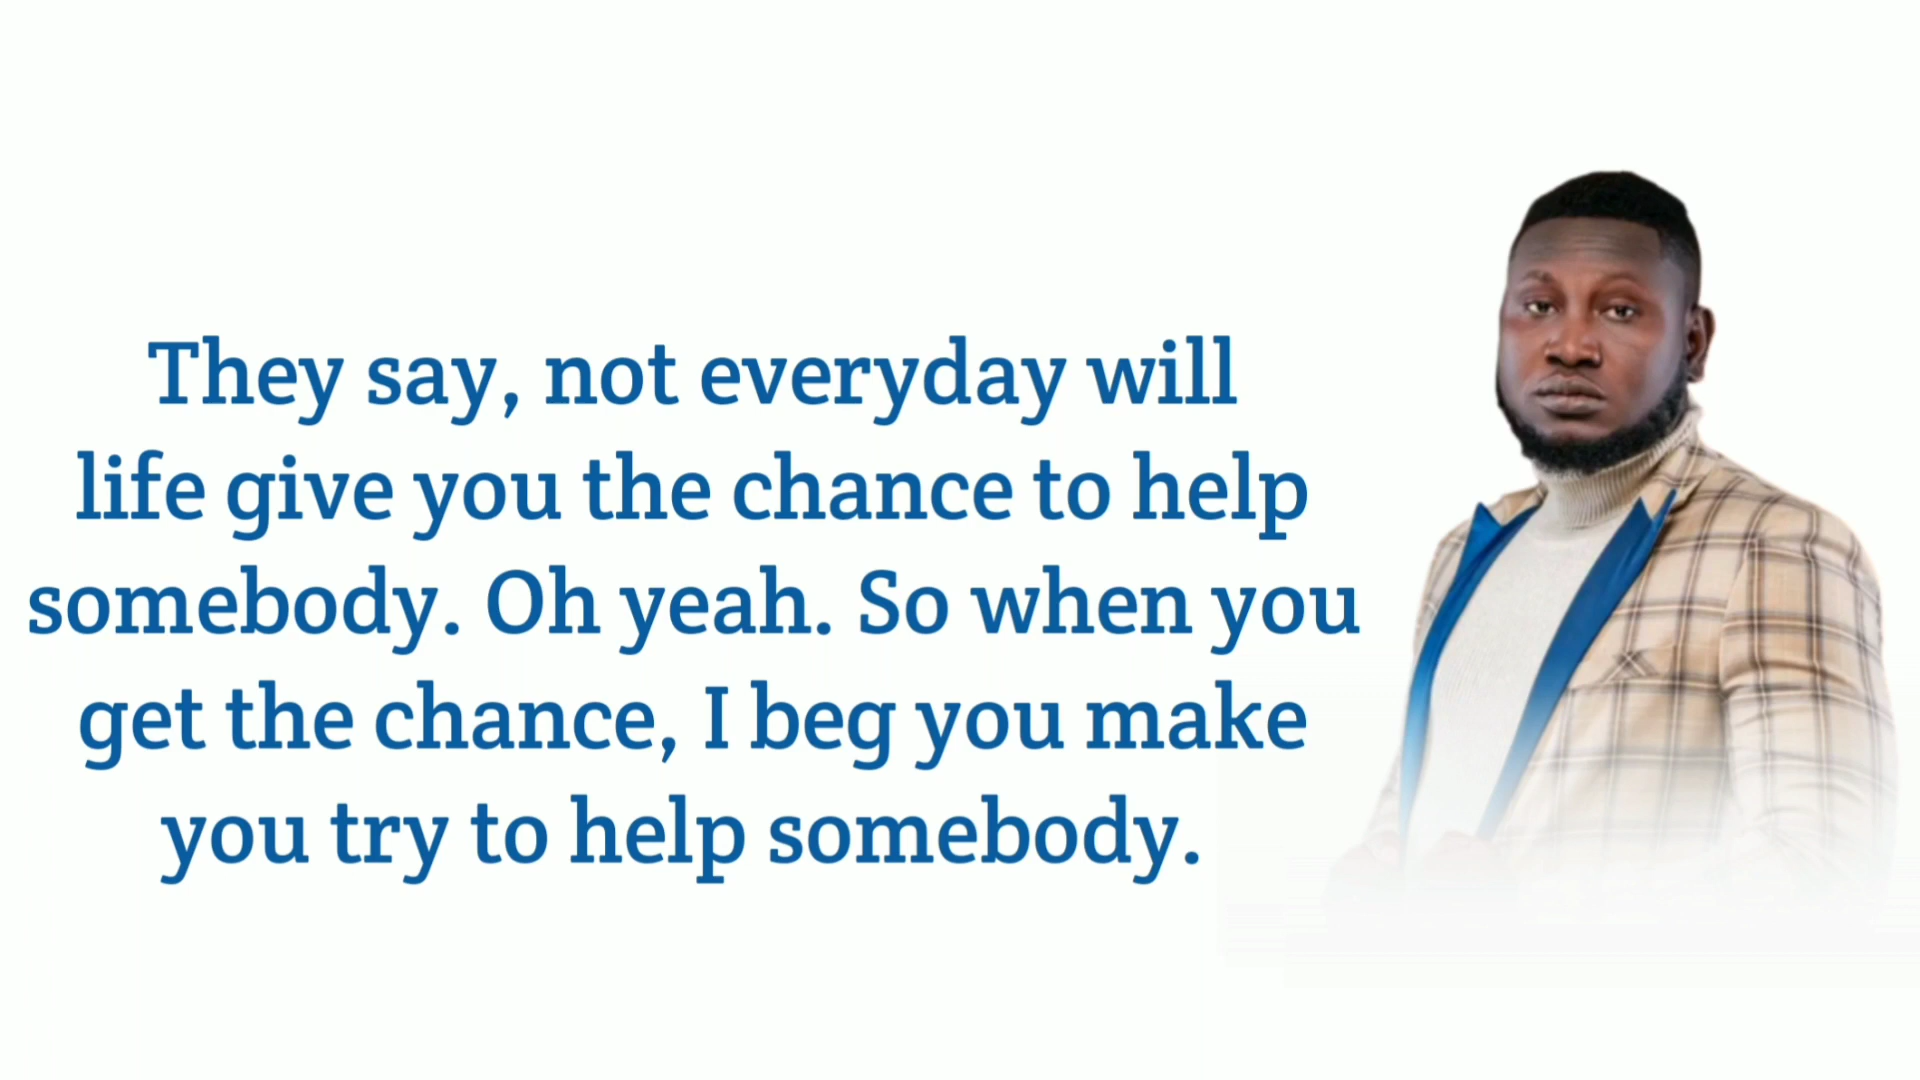 They say, not everyday will
life give you the chance to help
somebody. Oh yeah. So when you
get the chance, I beg you make
you try to help somebody.